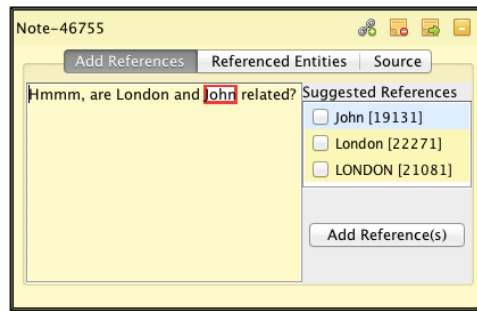 Note-46755
Add References Referenced Entities Source
Hmmm, are London and John related?
Suggested References
John [19131]
London [22271]
LONDON [21081]
Add Reference(s)